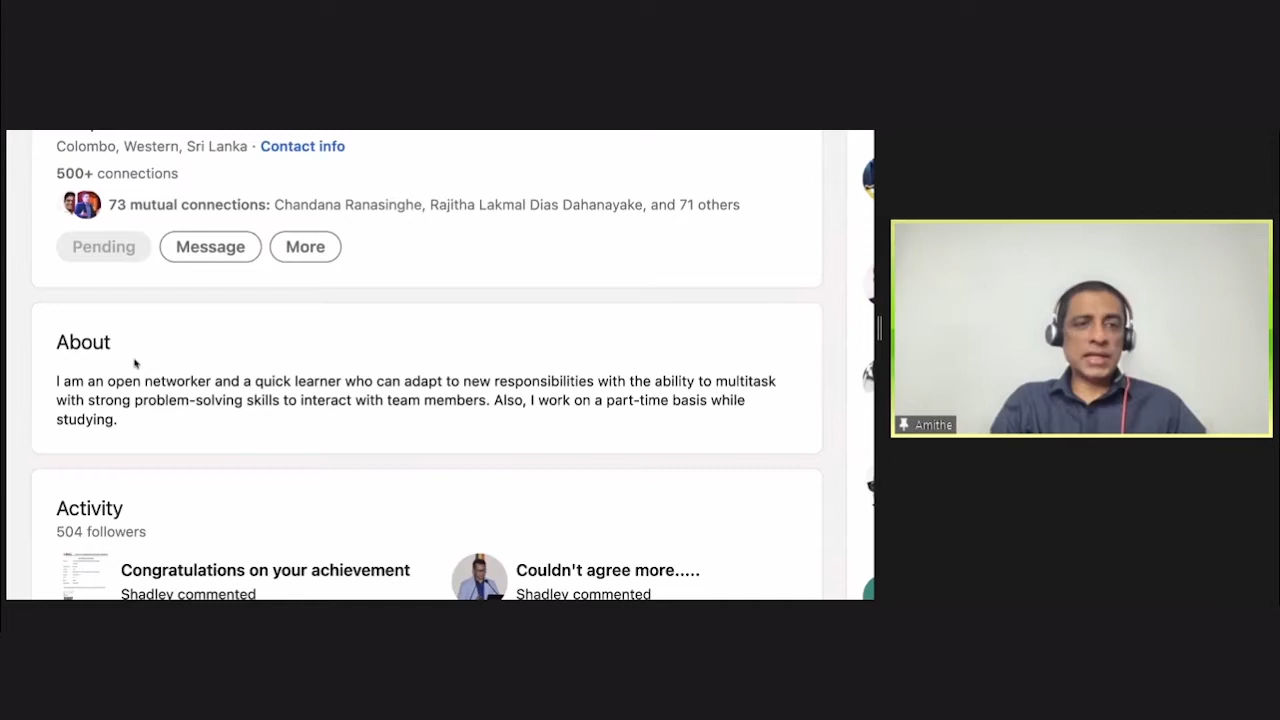 Colombo, Western, Sri Lanka · Contact info
500+ connections
73 mutual connections: Chandana Ranasinghe, Rajitha Lakmal Dias Dahanayake, and 71 others
Pending
Message
More
About
I am an open networker and a quick learner who can adapt to new responsibilities with the ability to multitask
with strong problem-solving skills to interact with team members. Also, I work on a part-time basis while
studying.
Activity
504 followers
Congratulations on your achievement
Shadley commented
Couldn't agree more.....
Shadley commented
Amithe